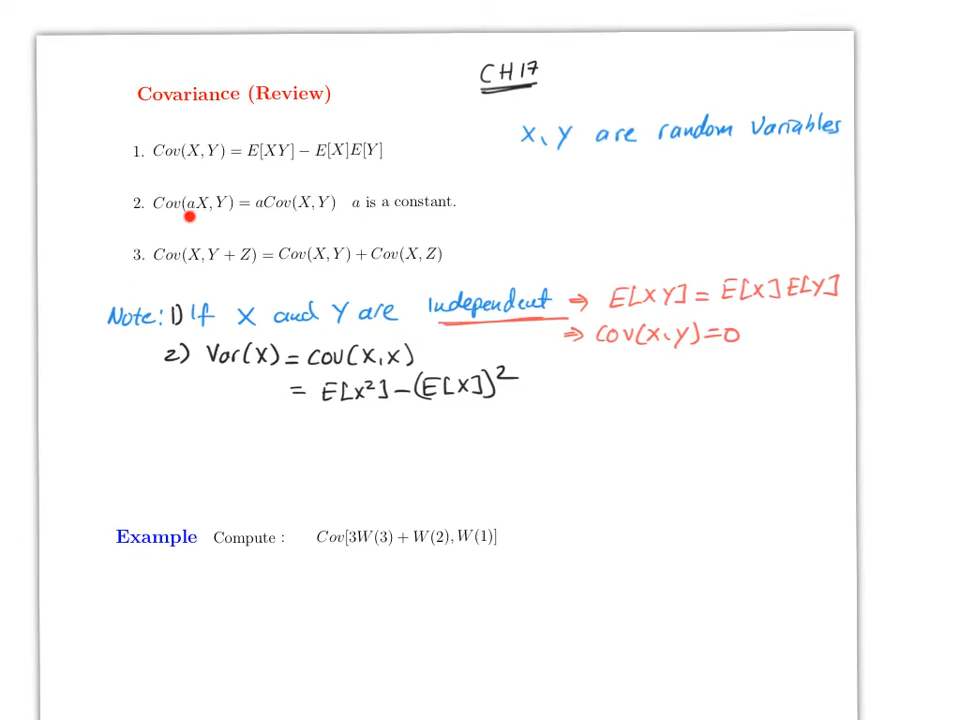 CH17
Covariance (Review)
X, Y are random Variables
1. Cov(X, Y) = E[XY] − E[X]E[Y]
2. Cov(aX, Y) = aCov(X, Y) a is a constant.
3. Cov(X, Y + Z) = Cov(X, Y) + Cov(X, Z)
Note: 1) If X and Y are Independent ⇒ E[XY] = E[X] E[Y]
⇒ COV(X,Y)=0
2) Var(X) = COV(X,X)
= E[X²] − (E[X])²
Example Compute : Cov[3W(3) + W(2), W(1)]